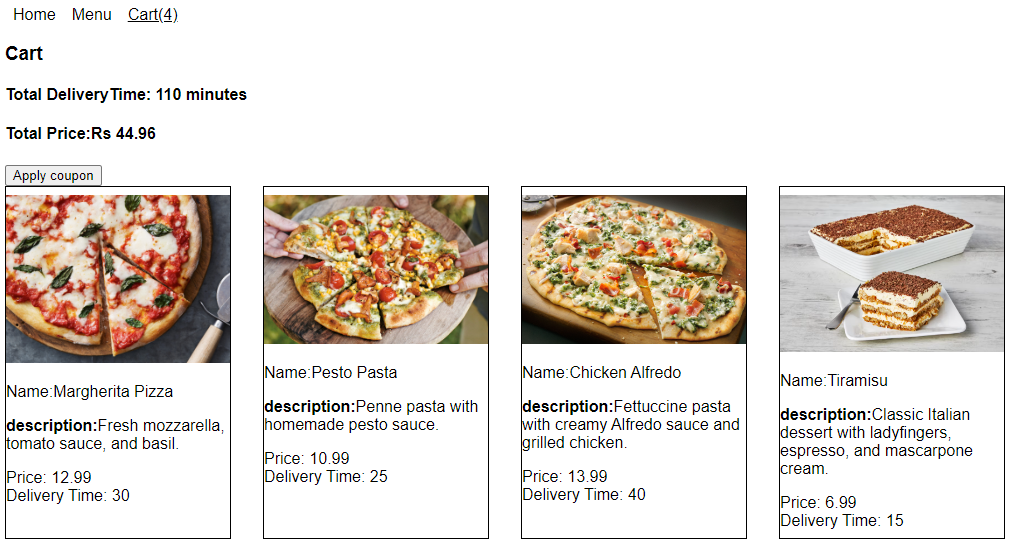 Home Menu Cart(4)
Cart
Total DeliveryTime: 110 minutes
Total Price:Rs 44.96
Apply coupon
Name:Margherita Pizza
description:Fresh mozzarella,
tomato sauce, and basil.
Price: 12.99
Delivery Time: 30
Name:Pesto Pasta
description:Penne pasta with
homemade pesto sauce.
Price: 10.99
Delivery Time: 25
Name:Chicken Alfredo
description:Fettuccine pasta
with creamy Alfredo sauce and
grilled chicken.
Price: 13.99
Delivery Time: 40
Name:Tiramisu
description:Classic Italian
dessert with ladyfingers,
espresso, and mascarpone
cream.
Price: 6.99
Delivery Time: 15